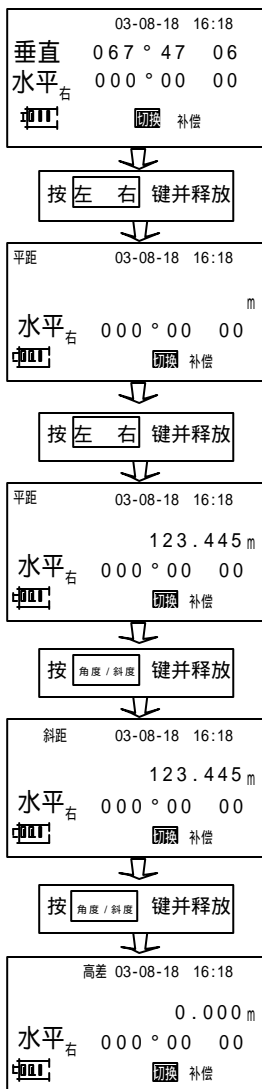 03-08-18 16:18
垂直 067°47 06
水平右 000°00 00
切换 补偿
按 左 右 键并释放
平距 03-08-18 16:18
m
水平右 000°00 00
切换 补偿
按 左 右 键并释放
平距 03-08-18 16:18
123.445m
水平右 000°00 00
切换 补偿
按 角度/斜度 键并释放
斜距 03-08-18 16:18
123.445m
水平右 000°00 00
切换 补偿
按 角度/斜度 键并释放
高差 03-08-18 16:18
0.000m
水平右 000°00 00
切换 补偿